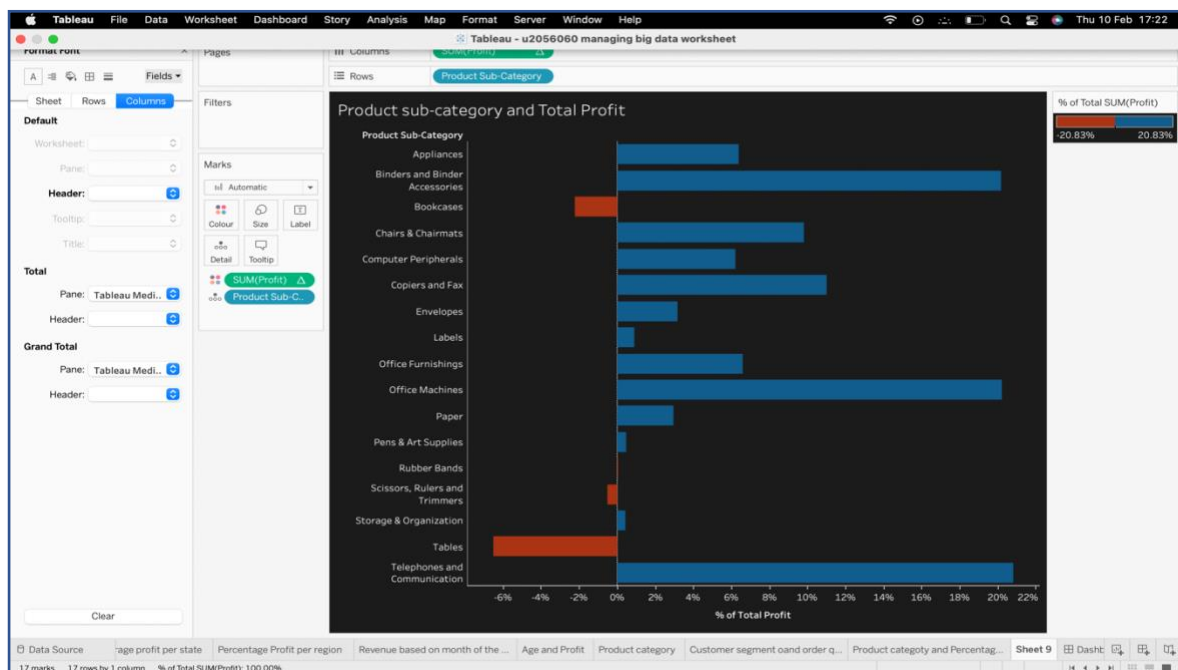 Tableau File Data Worksheet Dashboard Story Analysis Map Format Server Window Help Thu 10 Feb 17:22
Tableau - u2056060 managing big data worksheet
Format Font
Pages
Columns SUM(Profit)
A Fields
Rows Product Sub-Category
Sheet Rows Columns
Filters
Default
Worksheet:
Pane:
Header:
Tooltip:
Title:
Total
Pane: Tableau Medi..
Header:
Grand Total
Pane: Tableau Medi..
Header:
Clear
Marks
Automatic
Colour Size Label
Detail Tooltip
SUM(Profit)
Product Sub-C..
Product sub-category and Total Profit
Product Sub-Category
Appliances
Binders and Binder
Accessories
Bookcases
Chairs & Chairmats
Computer Peripherals
Copiers and Fax
Envelopes
Labels
Office Furnishings
Office Machines
Paper
Pens & Art Supplies
Rubber Bands
Scissors, Rulers and
Trimmers
Storage & Organization
Tables
Telephones and
Communication
-6% -4% -2% 0% 2% 4% 6% 8% 10% 12% 14% 16% 18% 20% 22%
% of Total Profit
% of Total SUM(Profit)
-20.83% 20.83%
Data Source rage profit per state Percentage Profit per region Revenue based on month of the ... Age and Profit Product category Customer segment oand order q... Product categoty and Percentag... Sheet 9 Dashb
17 marks 17 rows by 1 column % of Total SUM(Profit): 100.00%